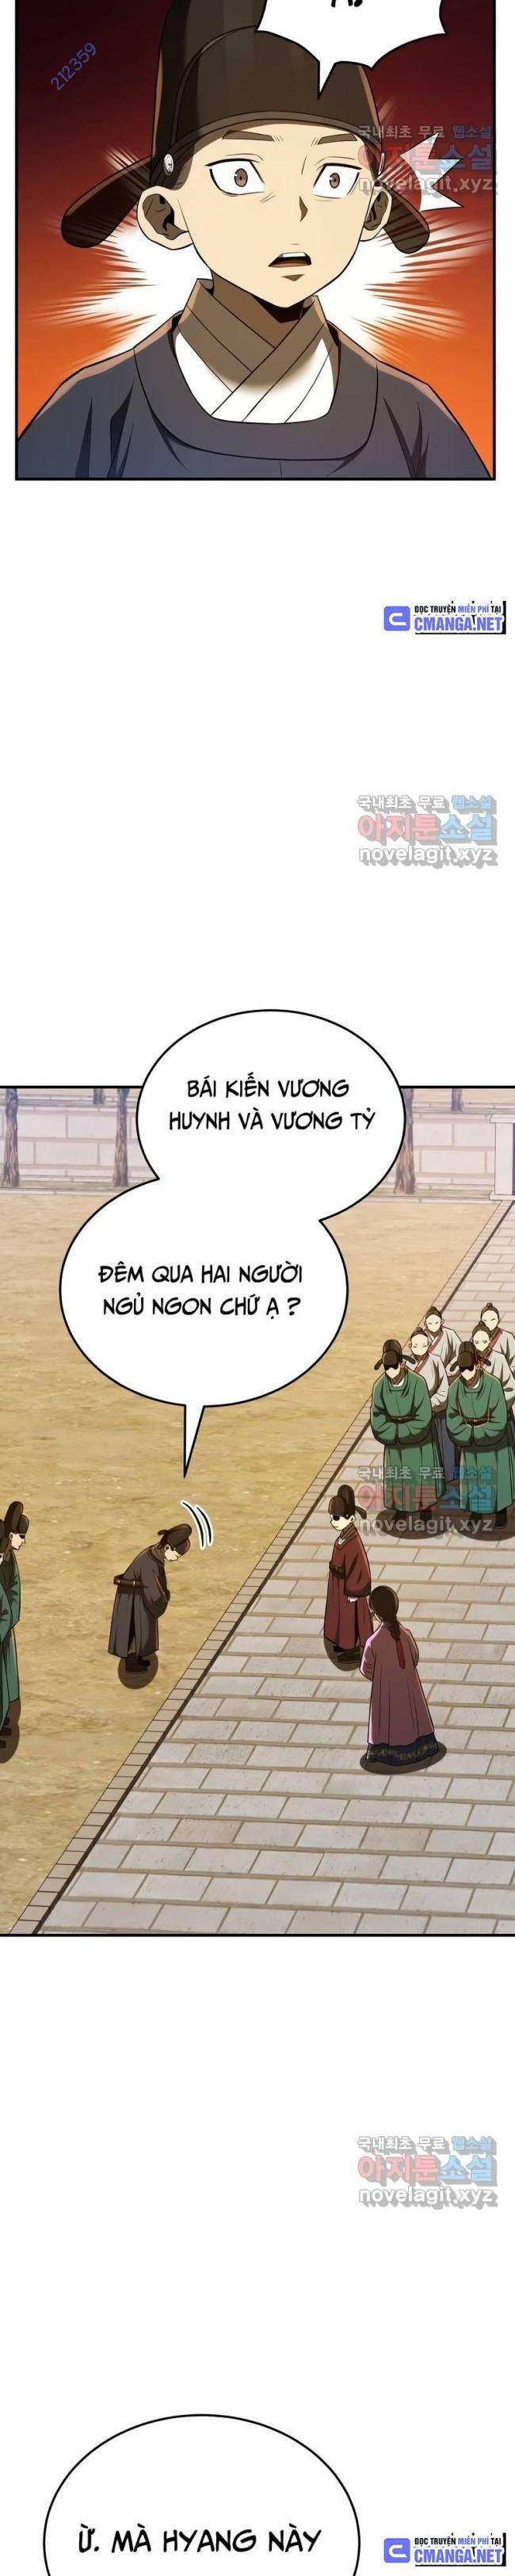 212359
국내최초 무료 웹소설
아지툰소설
novelagit.xyz
ĐỌC TRUYỆN MIỄN PHÍ TẠI
CMANGA.NET
국내최초 무료 웹소설
아지툰소설
novelagit.xyz
BÁI KIẾN VƯƠNG
HUYNH VÀ VƯƠNG TỶ
ĐÊM QUA HAI NGƯỜI
NGỦ NGON CHỨ Ạ ?
국내최초 무료 웹소설
아지툰소설
novelagit.xyz
국내최초 무료 웹소설
아지툰소설
novelagit.xyz
Ừ. MÀ HYANG NÀY
ĐỌC TRUYỆN MIỄN PHÍ TẠI
CMANGA.NET